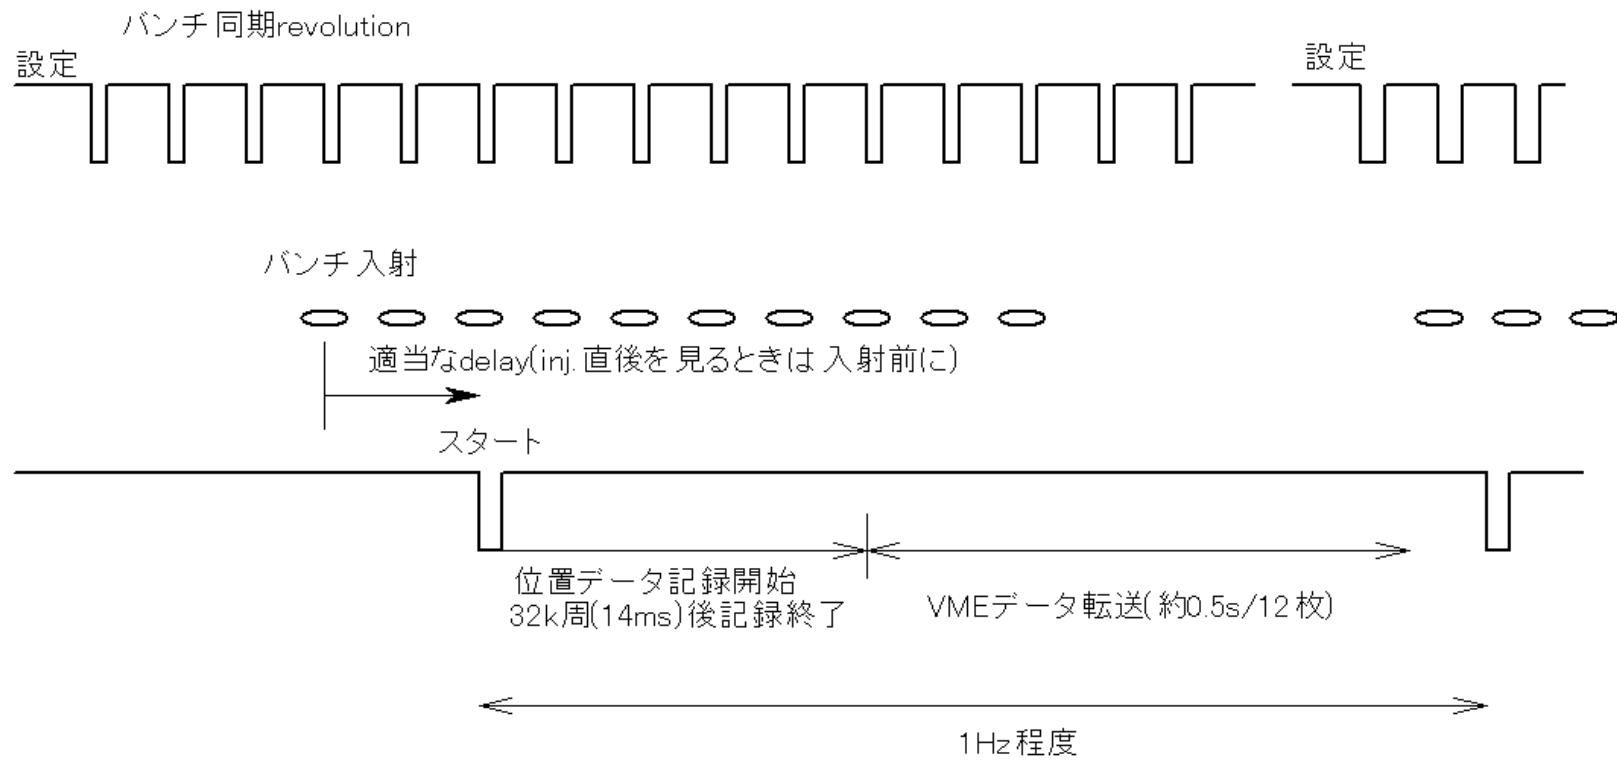 バンチ同期revolution
設定
設定
バンチ入射
適当なdelay(inj.直後を見るときは入射前に)
スタート
位置データ記録開始
32k周(14ms)後記録終了
VMEデータ転送(約0.5s/12枚)
1Hz程度